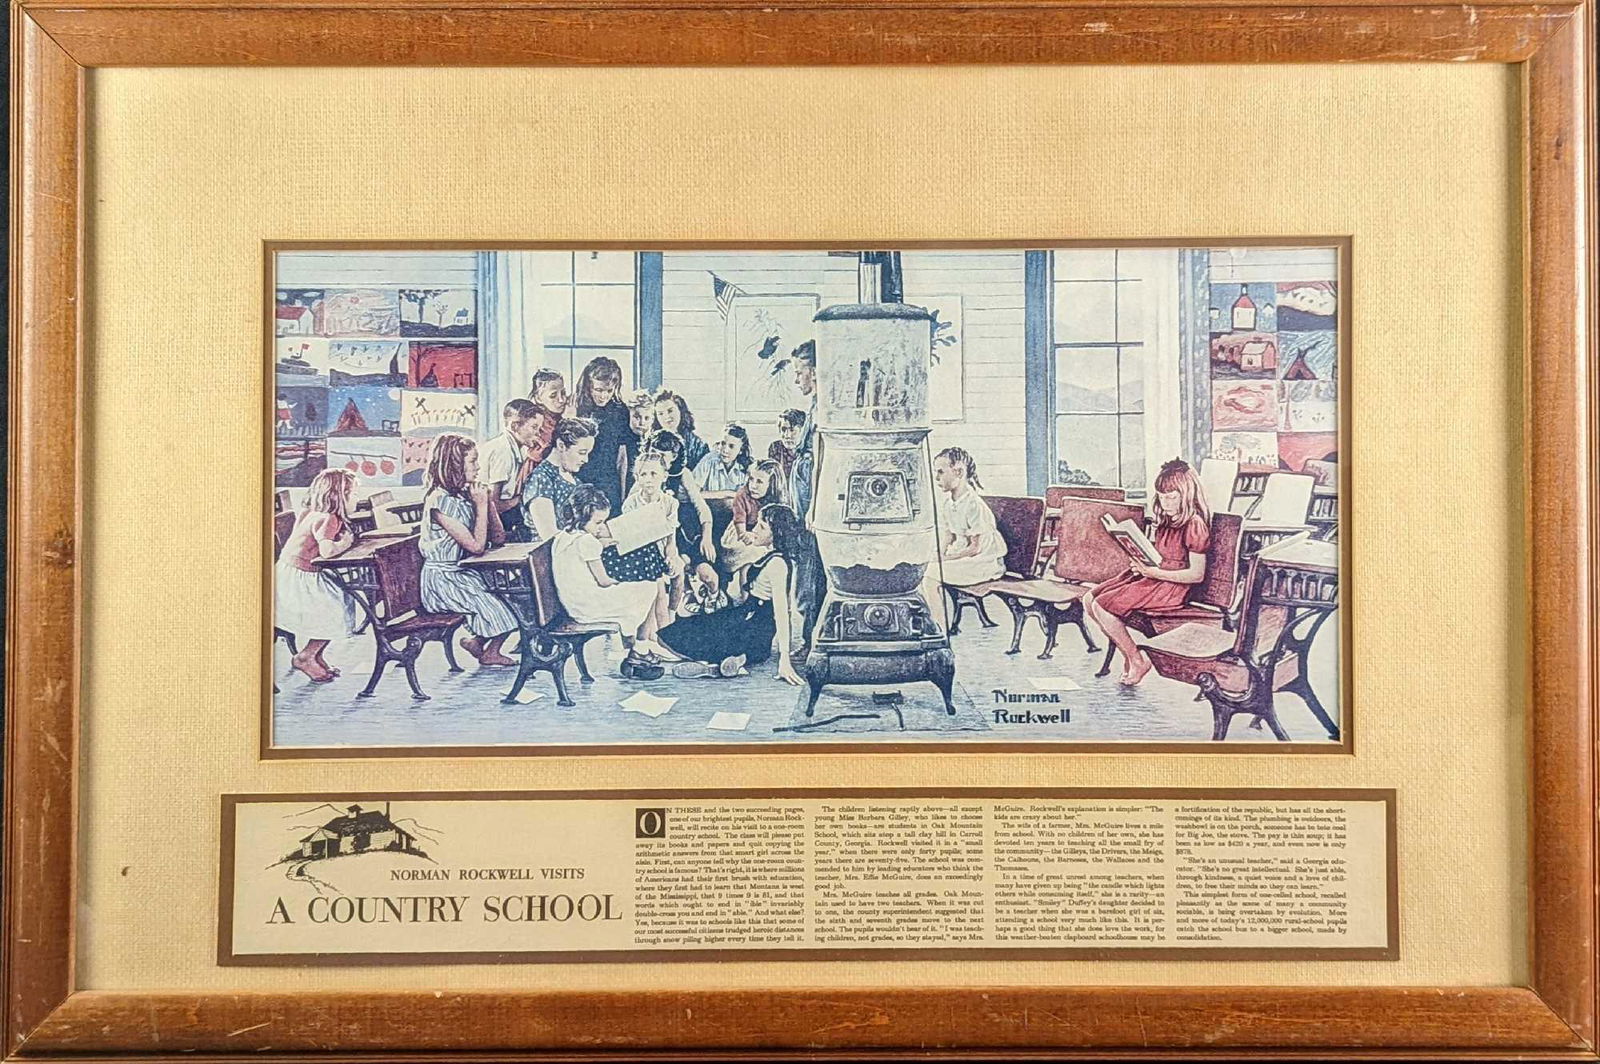 Norman
Rockwell
NORMAN ROCKWELL VISITS
A COUNTRY SCHOOL
ON THESE and the two succeeding pages,
one of our brightest pupils, Norman Rock-
well, will recite on his visit to a one-room
country school. The class will please put
away its books and papers and quit copying the
arithmetic answers from that smart girl across the
aisle. First, can anyone tell why the one-room coun-
try school is famous? That's right, it is where millions
of Americans had their first brush with education,
where they first had to learn that Montana is west
of the Mississippi, that 9 times 9 is 81, and that
words which ought to end in "ible" invariably
double-cross you and end in "able." And what else?
Yes, because it was to schools like this that some of
our most successful citizens trudged heroic distances
through snow piling higher every time they tell it.
The children listening raptly above—all except
young Miss Barbara Gilley, who likes to choose
her own books—are students in Oak Mountain
School, which sits atop a tall clay hill in Carroll
County, Georgia. Rockwell visited it in a "small
year," when there were only forty pupils; some
years there are seventy-five. The school was com-
mended to him by leading educators who think the
teacher, Mrs. Effie McGuire, does an exceedingly
good job.
Mrs. McGuire teaches all grades. Oak Moun-
tain used to have two teachers. When it was cut
to one, the county superintendent suggested that
the sixth and seventh grades move to the next
school. The pupils wouldn't hear of it. "I was teach-
ing children, not grades, so they stayed," says Mrs.
McGuire. Rockwell's explanation is simpler: "The
kids are crazy about her."
The wife of a farmer, Mrs. McGuire lives a mile
from school. With no children of her own, she has
devoted ten years to teaching all the small fry of
the community—the Gilleys, the Drivers, the Meigs,
the Calhouns, the Barnesses, the Wallaces and the
Thomases.
In a time of great unrest among teachers, when
many have given up being "the candle which lights
others while consuming itself," she is a rarity—an
enthusiast. "Smiley" Duffey's daughter decided to
be a teacher when she was a barefoot girl of six,
attending a school very much like this. It is per-
haps a good thing that she does love the work, for
this weather-beaten clapboard schoolhouse may be
a fortification of the republic, but has all the short-
comings of its kind. The plumbing is outdoors, the
washbowl is on the porch, someone has to tote coal
for Big Joe, the stove. The pay is thin soup; it has
been as low as $420 a year, and even now is only
$878.
"She's an unusual teacher," said a Georgia edu-
cator. "She's no great intellectual. She's just able,
through kindness, a quiet voice and a love of chil-
dren, to free their minds so they can learn."
This simplest form of one-celled school, recalled
pleasantly as the scene of many a community
sociable, is being overtaken by evolution. More
and more of today's 12,000,000 rural-school pupils
catch the school bus to a bigger school, made by
consolidation.